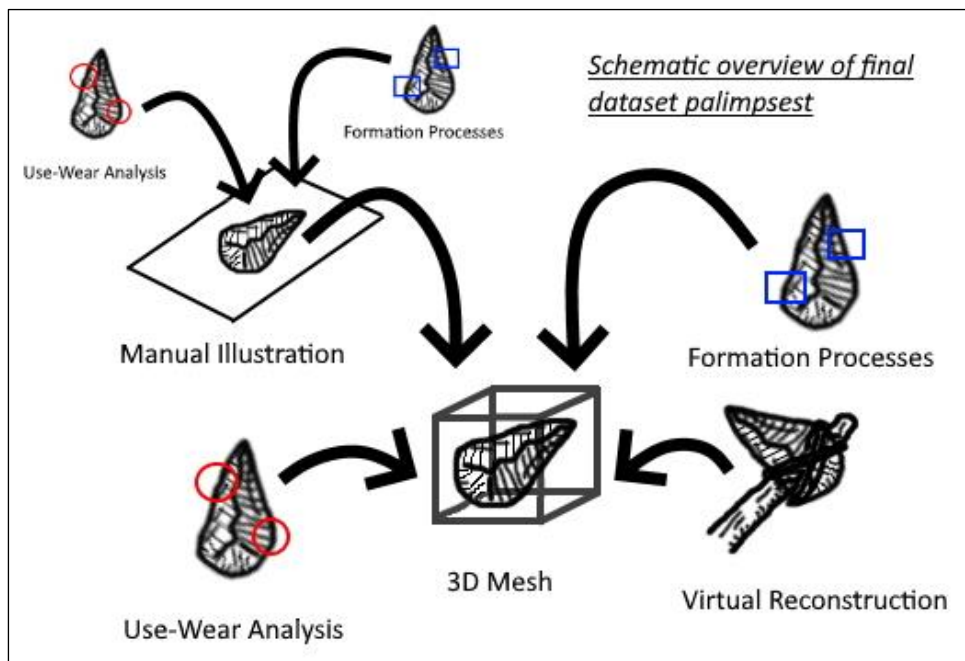 Schematic overview of final
dataset palimpsest
Use-Wear Analysis
Formation Processes
Manual Illustration
Formation Processes
Use-Wear Analysis
3D Mesh
Virtual Reconstruction